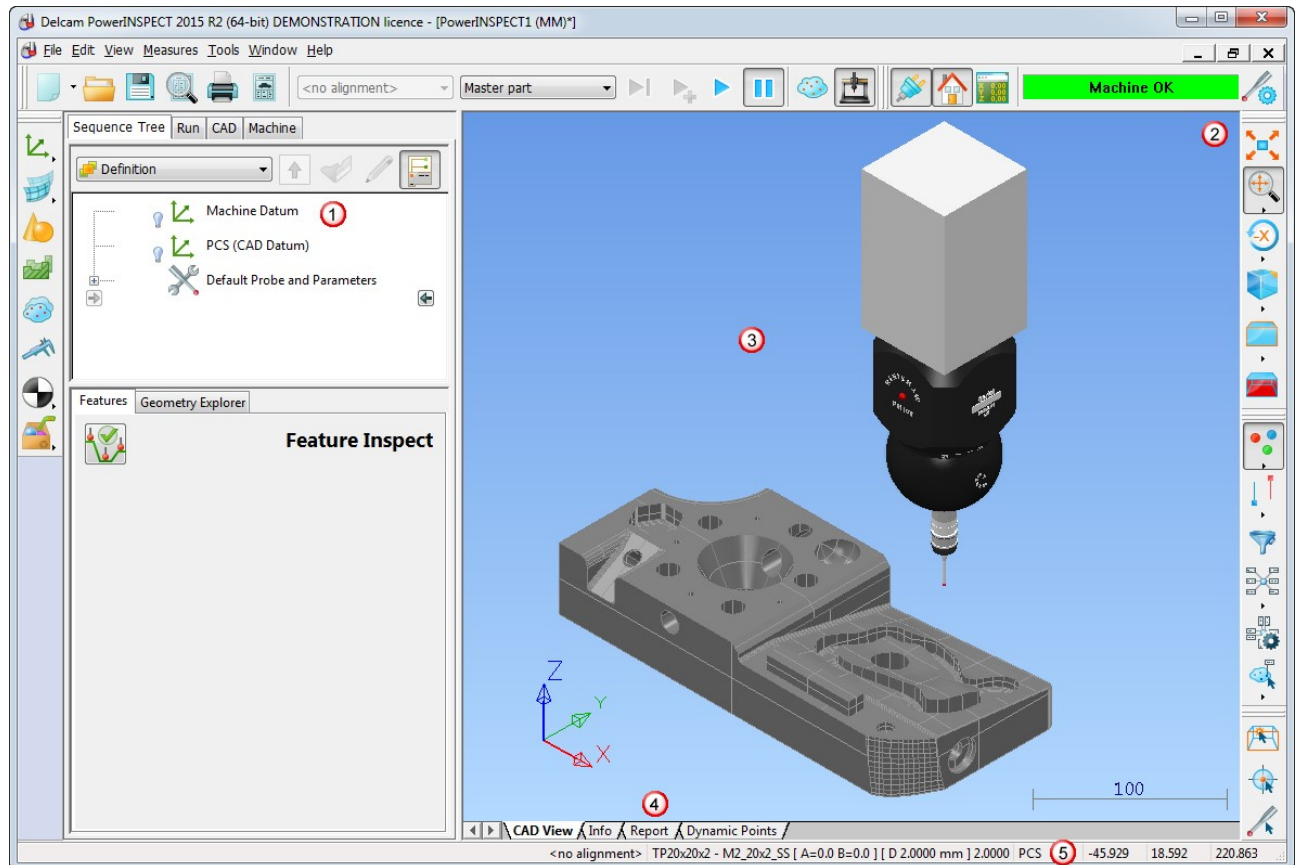 Delcam PowerINSPECT 2015 R2 (64-bit) DEMONSTRATION licence - [PowerINSPECT1 (MM)*]
File Edit View Measures Tools Window Help
<no alignment> Master part Machine OK
Sequence Tree Run CAD Machine
Definition
Machine Datum 1
PCS (CAD Datum)
Default Probe and Parameters
Features Geometry Explorer
Feature Inspect
2
-X
3
Z
Y
X
100
4
CAD View Info Report Dynamic Points
<no alignment> TP20x20x2 - M2_20x2_SS [ A=0.0 B=0.0 ] [ D 2.0000 mm ] 2.0000 PCS 5 -45.929 18.592 220.863